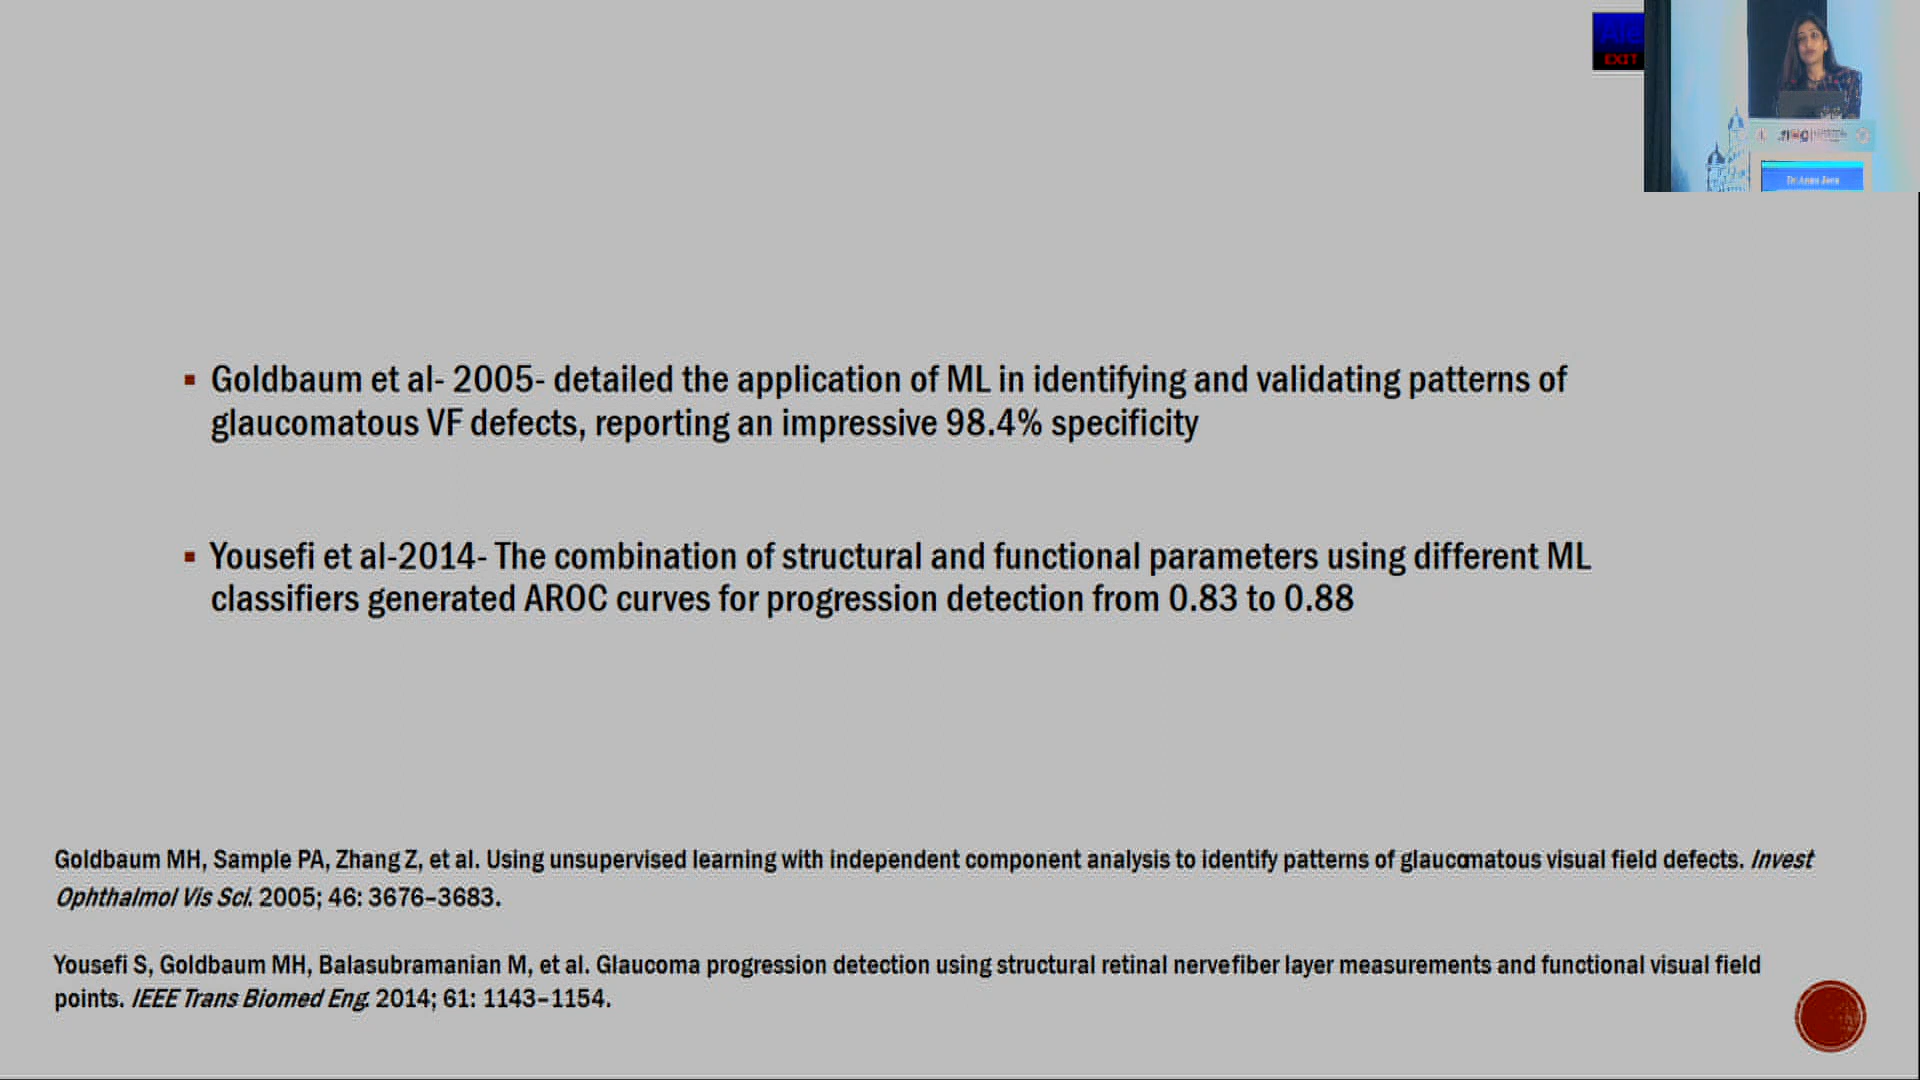 EXIT
Goldbaum et al- 2005- detailed the application of ML in identifying and validating patterns of
glaucomatous VF defects, reporting an impressive 98.4% specificity
Yousefi et al-2014- The combination of structural and functional parameters using different ML
classifiers generated AROC curves for progression detection from 0.83 to 0.88
Goldbaum MH, Sample PA, Zhang Z, et al. Using unsupervised learning with independent component analysis to identify patterns of glaucomatous visual field defects. Invest
Ophthalmol Vis Sci. 2005; 46: 3676–3683.
Yousefi S, Goldbaum MH, Balasubramanian M, et al. Glaucoma progression detection using structural retinal nerve fiber layer measurements and functional visual field
points. IEEE Trans Biomed Eng. 2014; 61: 1143–1154.